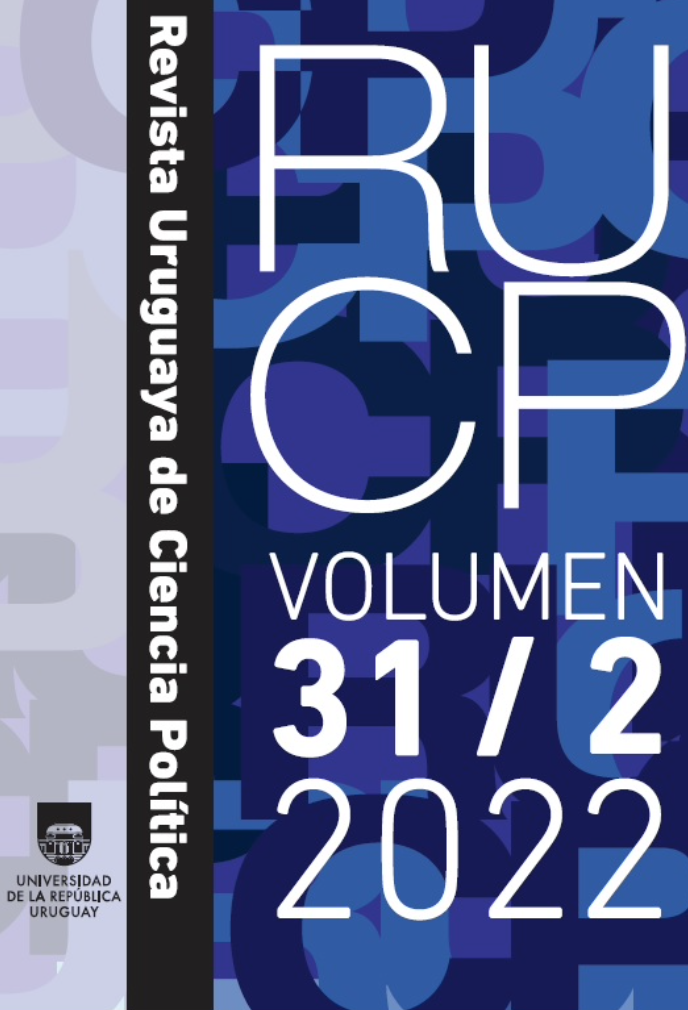 Revista Uruguaya de Ciencia Política
RU
CP
VOLUMEN
31 / 2
2022
UNIVERSIDAD
DE LA REPÚBLICA
URUGUAY